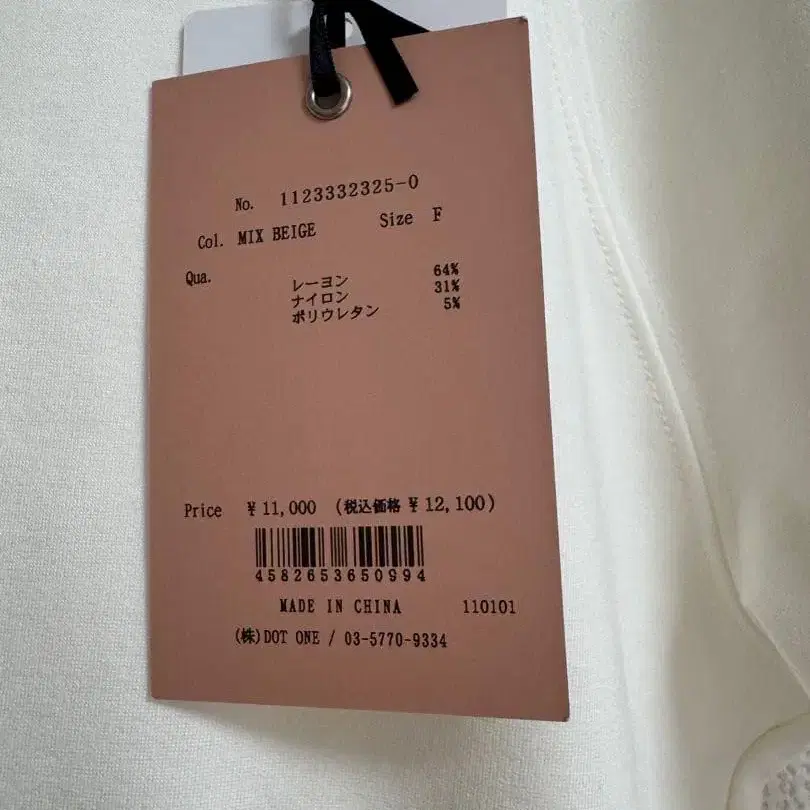 No. 1123332325-0
Col. MIX BEIGE Size F
Qua. レーヨン 64%
ナイロン 31%
ポリウレタン 5%
Price ¥11,000 (税込価格 ¥12,100)
4582653650994
MADE IN CHINA 110101
(株)DOT ONE / 03-5770-9334